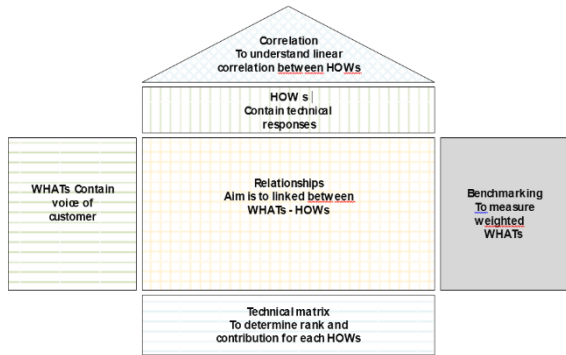 Correlation
To understand linear
correlation between HOWs
HOW s
Contain technical
responses
WHATs Contain
voice of
customer
Relationships
Aim is to linked between
WHATs - HOWs
Benchmarking
To measure
weighted
WHATs
Technical matrix
To determine rank and
contribution for each HOWs